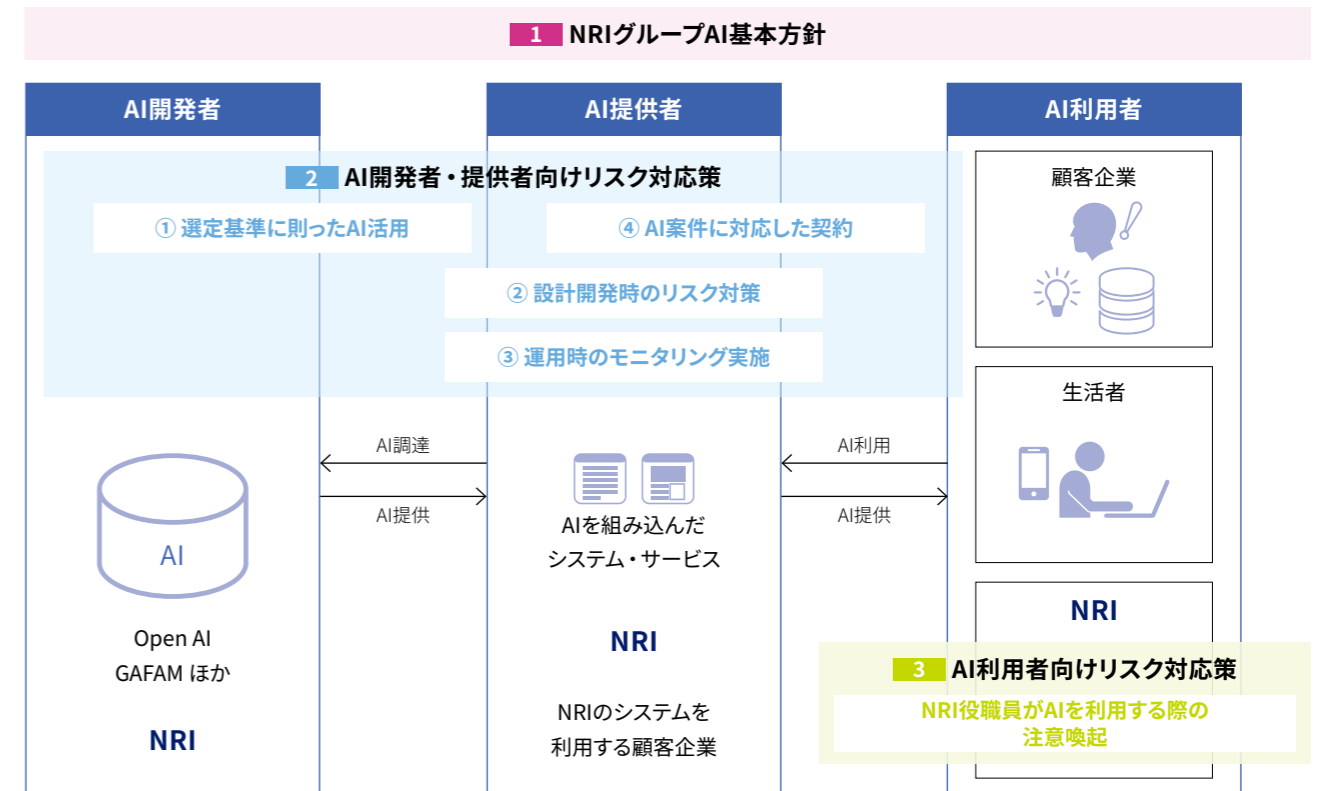 1 NRIグループAI基本方針
AI開発者
AI提供者
AI利用者
2 AI開発者・提供者向けリスク対応策
① 選定基準に則ったAI活用
④ AI案件に対応した契約
② 設計開発時のリスク対策
③ 運用時のモニタリング実施
AI
Open AI
GAFAM ほか
NRI
AI調達
AI提供
AIを組み込んだ
システム・サービス
NRI
NRIのシステムを
利用する顧客企業
AI利用
AI提供
顧客企業
生活者
NRI
3 AI利用者向けリスク対応策
NRI役職員がAIを利用する際の
注意喚起